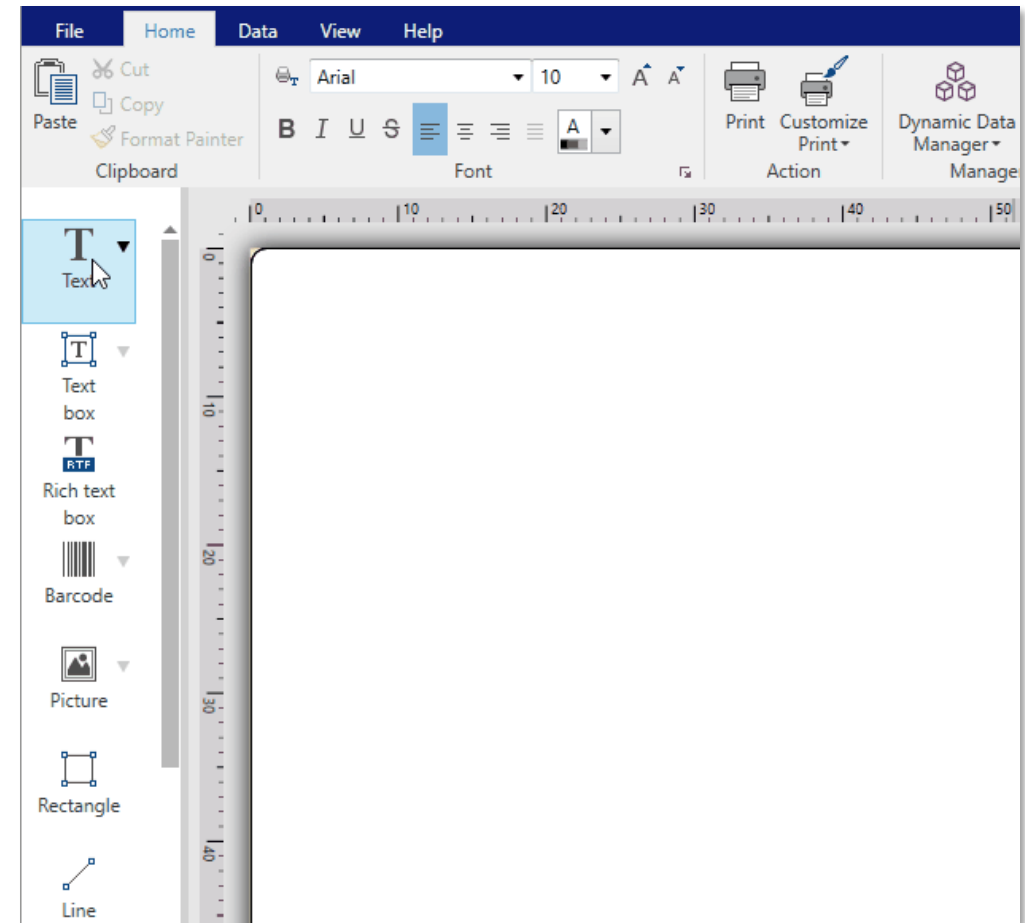 File Home Data View Help
Cut
Copy
Paste
Format Painter
Clipboard
Arial 10
B I U S A
Font
Print
Customize
Print
Action
Dynamic Data
Manager
Manage
0 10 20 30 40 50
T
Text
T
Text
box
T
RTF
Rich text
box
Barcode
Picture
Rectangle
Line
0
10
20
30
40